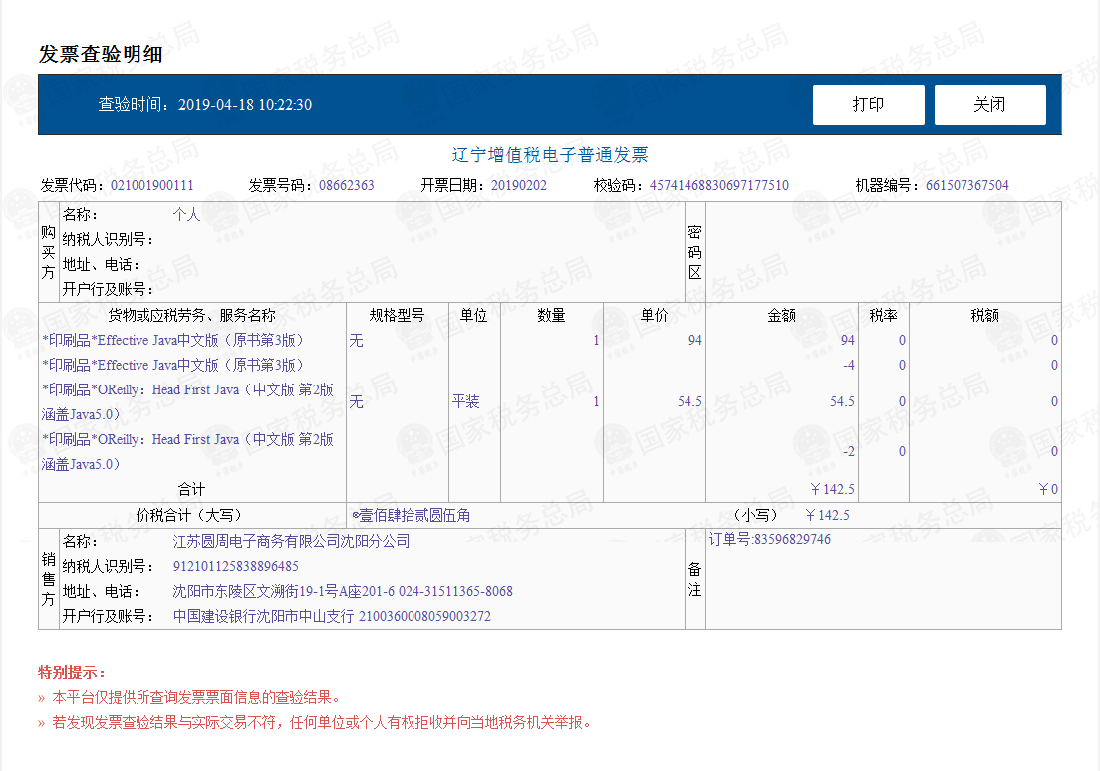 发票查验明细
查验时间：2019-04-18 10:22:30 打印 关闭
辽宁增值税电子普通发票
发票代码：021001900111 发票号码：08662363 开票日期：20190202 校验码：45741468830697177510 机器编号：661507367504
购买方
名称： 个人
纳税人识别号：
地址、电话：
开户行及账号：
密码区
货物或应税劳务、服务名称 规格型号 单位 数量 单价 金额 税率 税额
*印刷品*Effective Java中文版（原书第3版） 无 1 94 94 0 0
*印刷品*Effective Java中文版（原书第3版） -4 0 0
*印刷品*OReilly：Head First Java（中文版 第2版
涵盖Java5.0） 无 平装 1 54.5 54.5 0 0
*印刷品*OReilly：Head First Java（中文版 第2版
涵盖Java5.0） -2 0 0
合计 ￥142.5 ￥0
价税合计（大写） ⊗壹佰肆拾贰圆伍角 （小写） ￥142.5
销售方
名称： 江苏圆周电子商务有限公司沈阳分公司
纳税人识别号： 912101125838896485
地址、电话： 沈阳市东陵区文溯街19-1号A座201-6 024-31511365-8068
开户行及账号： 中国建设银行沈阳市中山支行 2100360008059003272
备注
订单号:83596829746
特别提示：
» 本平台仅提供所查询发票票面信息的查验结果。
» 若发现发票查验结果与实际交易不符，任何单位或个人有权拒收并向当地税务机关举报。
国家税务总局
中国税务